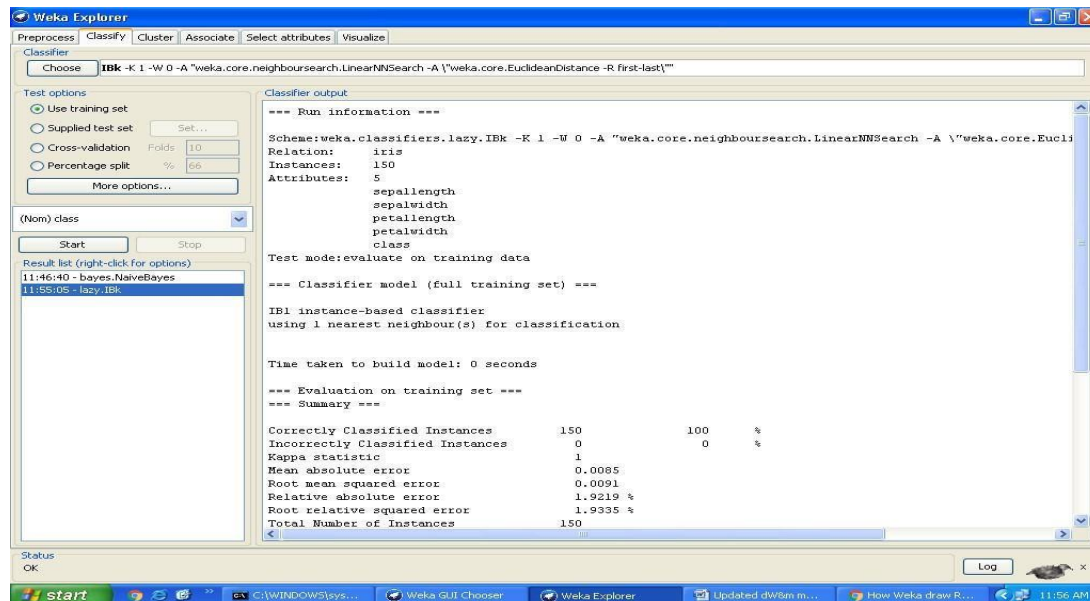 Weka Explorer
Preprocess Classify Cluster Associate Select attributes Visualize
Classifier
Choose IBk -K 1 -W 0 -A "weka.core.neighboursearch.LinearNNSearch -A \"weka.core.EuclideanDistance -R first-last\""
Test options
Use training set
Supplied test set Set...
Cross-validation Folds 10
Percentage split % 66
More options...
(Nom) class
Start Stop
Result list (right-click for options)
11:46:40 - bayes.NaiveBayes
11:55:05 - lazy.IBk
Classifier output
=== Run information ===
Scheme:weka.classifiers.lazy.IBk -K 1 -W 0 -A "weka.core.neighboursearch.LinearNNSearch -A \"weka.core.Eucli
Relation: iris
Instances: 150
Attributes: 5
sepallength
sepalwidth
petallength
petalwidth
class
Test mode:evaluate on training data
=== Classifier model (full training set) ===
IB1 instance-based classifier
using 1 nearest neighbour(s) for classification
Time taken to build model: 0 seconds
=== Evaluation on training set ===
=== Summary ===
Correctly Classified Instances 150 100 %
Incorrectly Classified Instances 0 0 %
Kappa statistic 1
Mean absolute error 0.0085
Root mean squared error 0.0091
Relative absolute error 1.9219 %
Root relative squared error 1.9335 %
Total Number of Instances 150
Status
OK
Log
x 0
start
C:\WINDOWS\sys...
Weka GUI Chooser
Weka Explorer
Updated dW&m m...
How Weka draw R...
11:56 AM